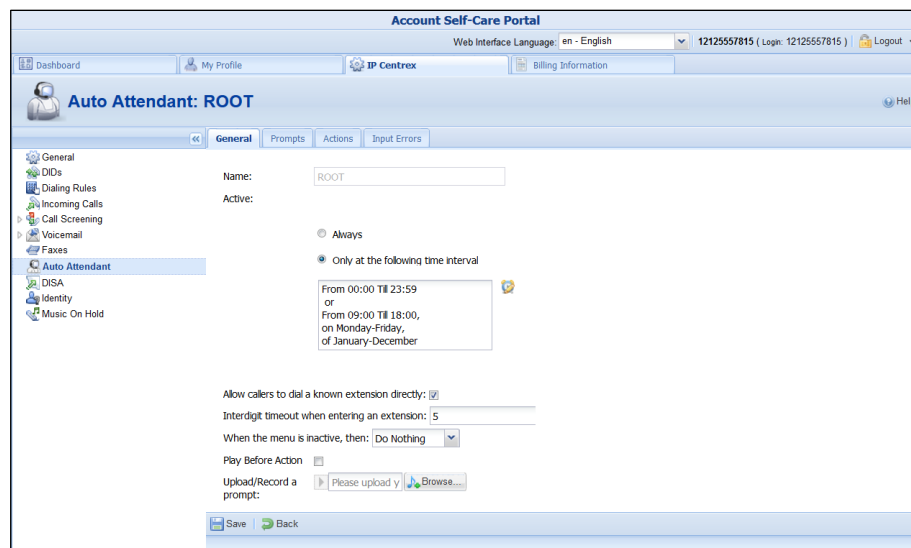 Account Self-Care Portal
Web Interface Language: en - English 12125557815 ( Login: 12125557815 ) Logout
Dashboard My Profile IP Centrex Billing Information
Auto Attendant: ROOT Hel
General Prompts Actions Input Errors
General
DIDs
Dialing Rules
Incoming Calls
Call Screening
Voicemail
Faxes
Auto Attendant
DISA
Identity
Music On Hold
Name: ROOT
Active:
Always
Only at the following time interval
From 00:00 Till 23:59
or
From 09:00 Till 18:00,
on Monday-Friday,
of January-December
Allow callers to dial a known extension directly:
Interdigit timeout when entering an extension: 5
When the menu is inactive, then: Do Nothing
Play Before Action
Upload/Record a
prompt: Please upload y Browse...
Save Back